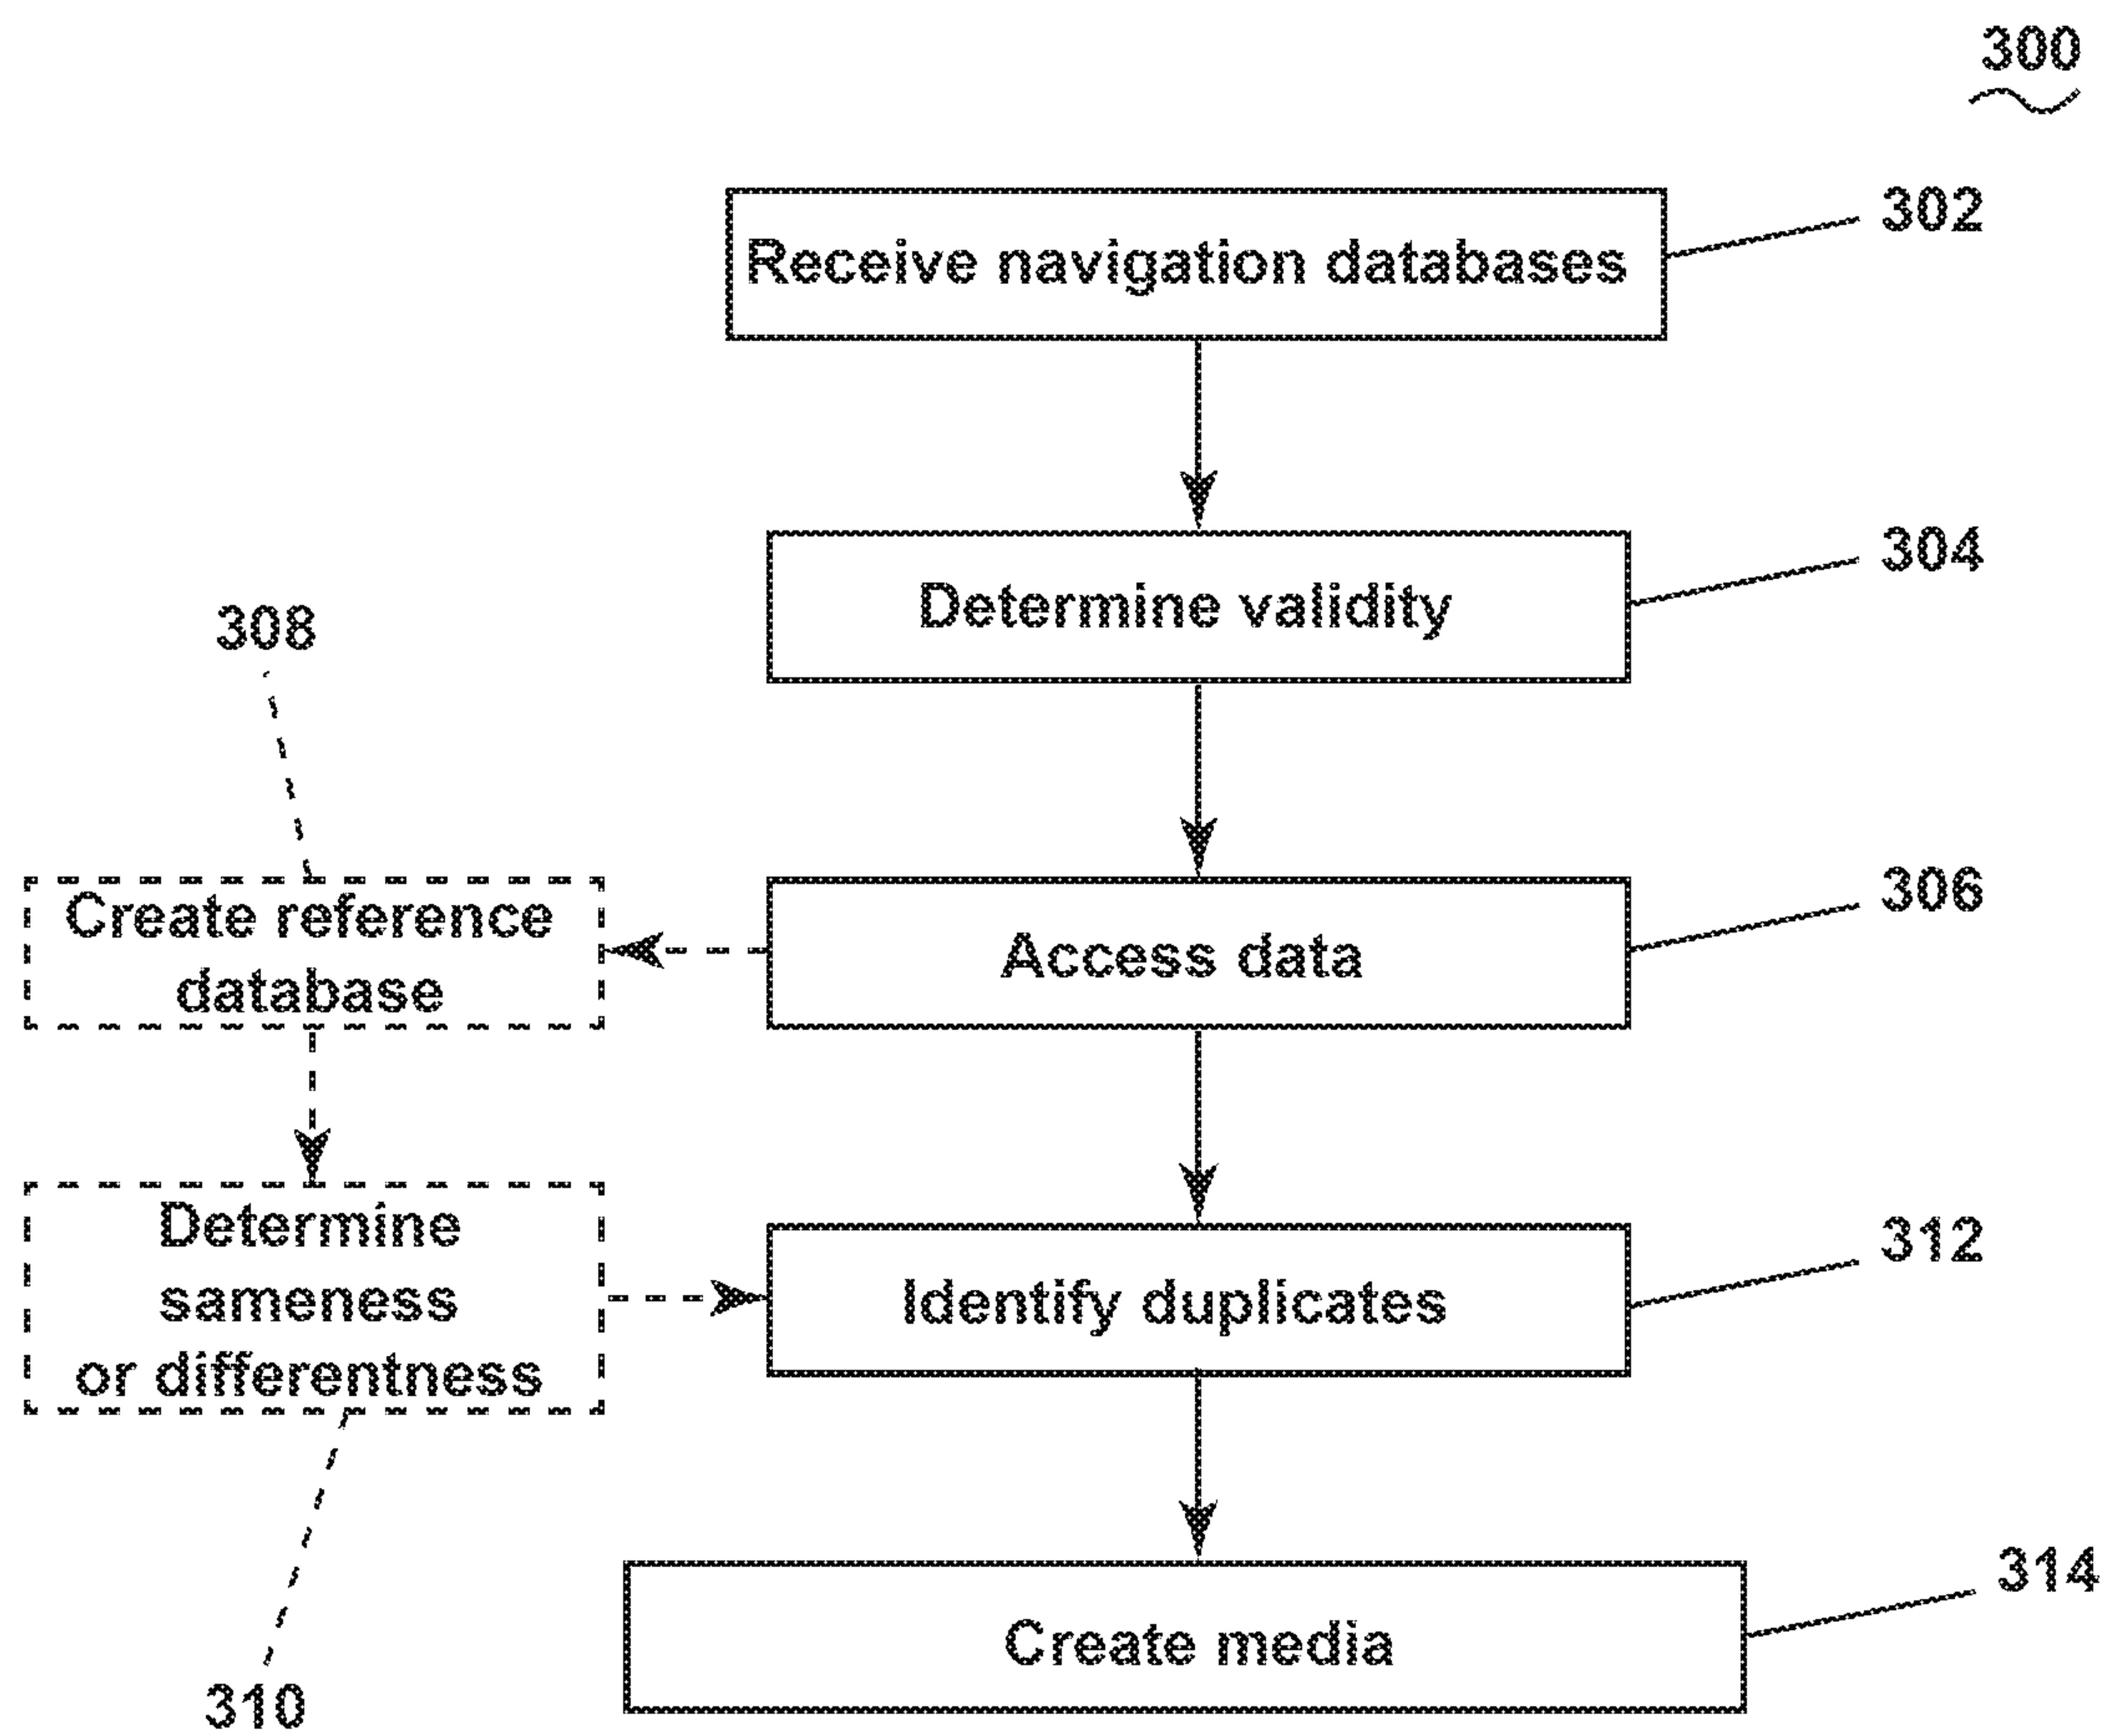 300
Receive navigation databases
302
Determine validity
304
308
Create reference
database
Access data
306
Determine
sameness
or differentness
Identify duplicates
312
310
Create media
314